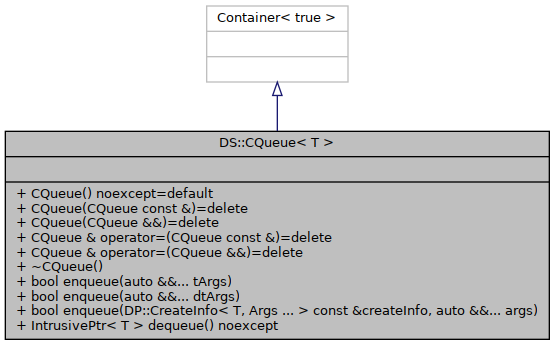 Container< true >
DS::CQueue< T >
+ CQueue() noexcept=default
+ CQueue(CQueue const &)=delete
+ CQueue(CQueue &&)=delete
+ CQueue & operator=(CQueue const &)=delete
+ CQueue & operator=(CQueue &&)=delete
+ ~CQueue()
+ bool enqueue(auto &&... tArgs)
+ bool enqueue(auto &&... dtArgs)
+ bool enqueue(DP::CreateInfo< T, Args ... > const &createInfo, auto &&... args)
+ IntrusivePtr< T > dequeue() noexcept